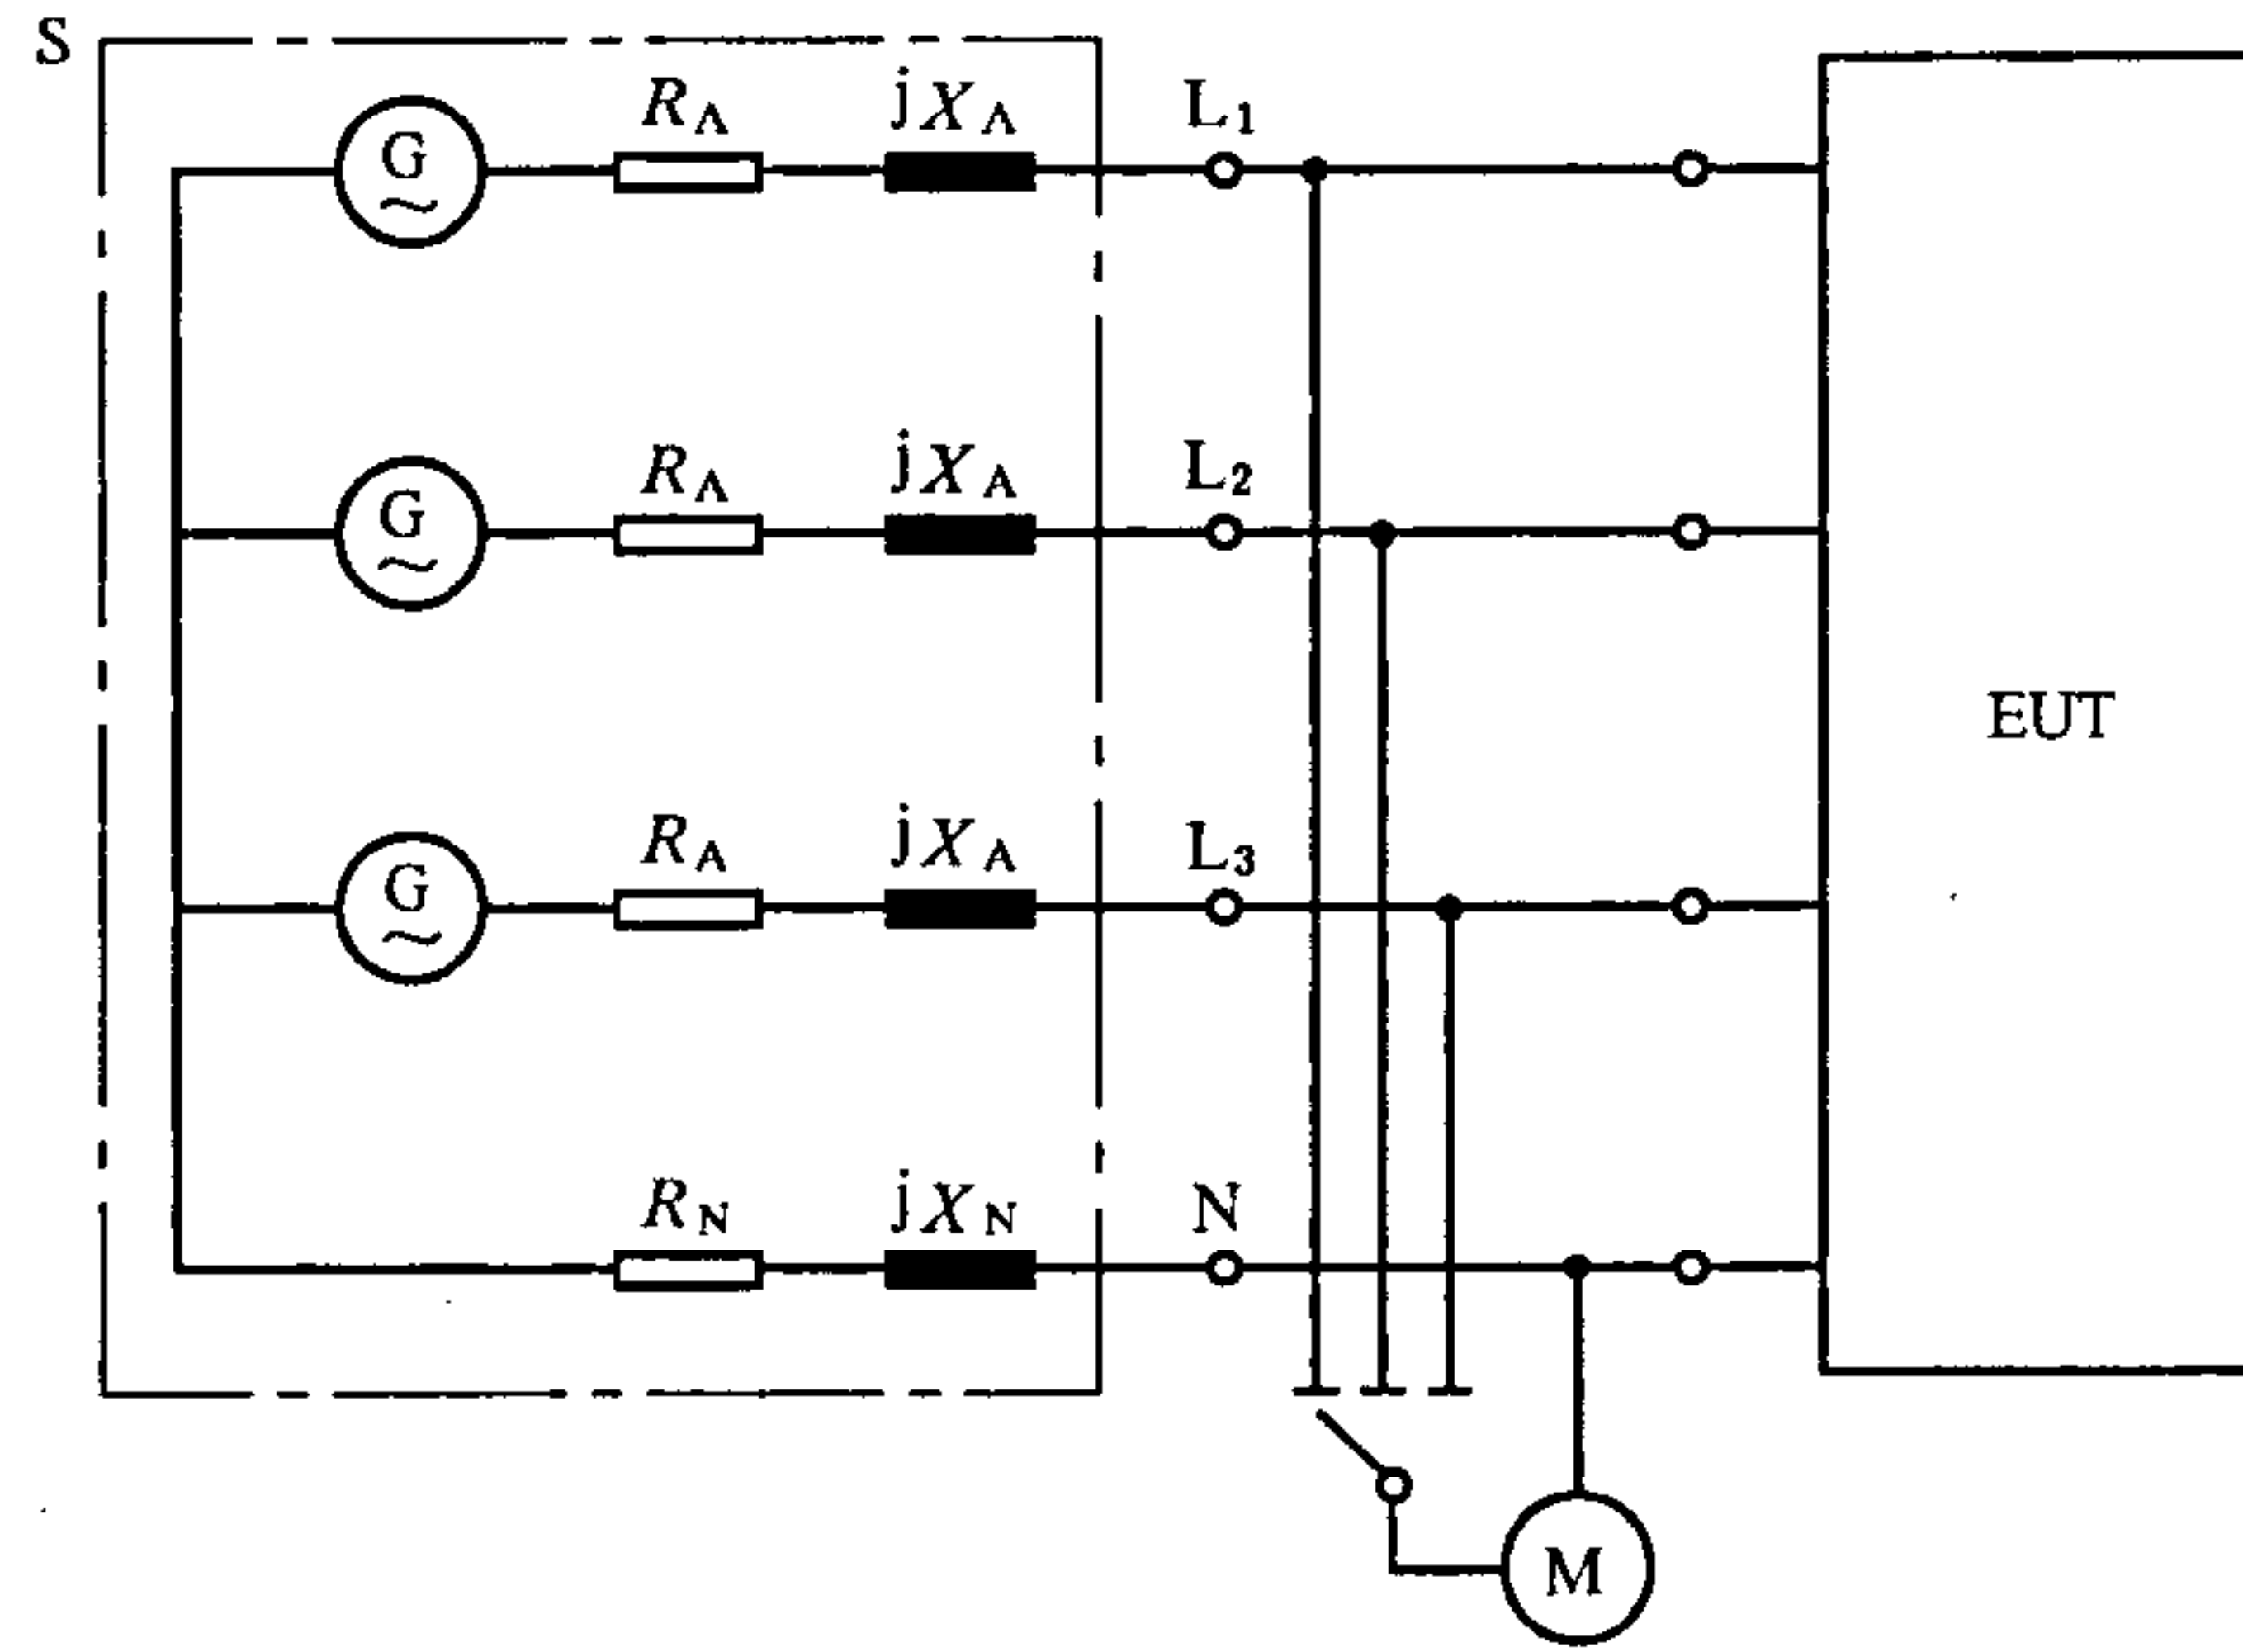 S
R_A jX_A L_1
G
~
R_A jX_A L_2
G
~
EUT
R_A jX_A L_3
G
~
R_N jX_N N
M